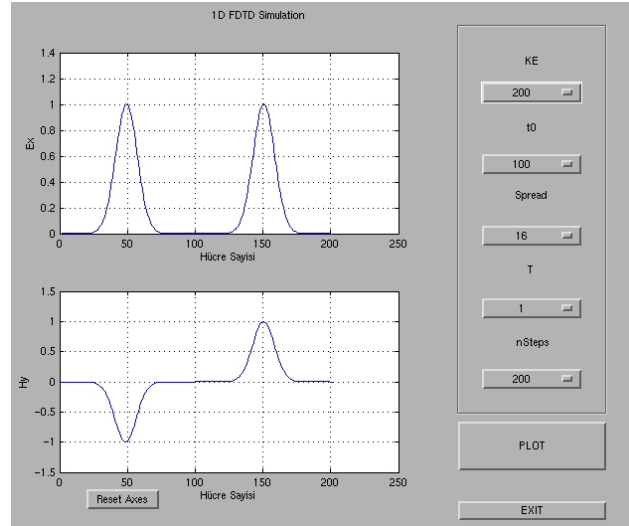 1D FDTD Simulation
1.4
1.2
1
0.8
0.6
0.4
0.2
0
Ex
0 50 100 150 200 250
Hücre Sayisi
1.5
1
0.5
0
−0.5
−1
−1.5
Hy
0 50 100 150 200 250
Hücre Sayisi
Reset Axes
KE
200
t0
100
Spread
16
T
1
nSteps
200
PLOT
EXIT